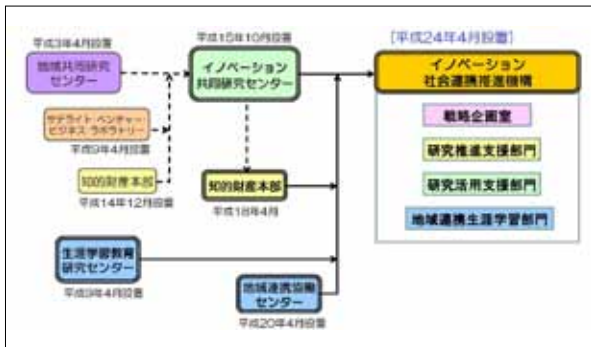 平成3年4月設置
地域共同研究
センター
サテライト ベンチャー
ビジネス ラボラトリー
平成9年4月設置
知的財産本部
平成14年12月設置
平成15年10月設置
イノベーション
共同研究センター
知的財産本部
平成18年4月
生涯学習教育
研究センター
平成9年4月設置
地域連携協働
センター
平成20年4月設置
[平成24年4月設置]
イノベーション
社会連携推進機構
戦略企画室
研究推進支援部門
研究活用支援部門
地域連携生涯学習部門